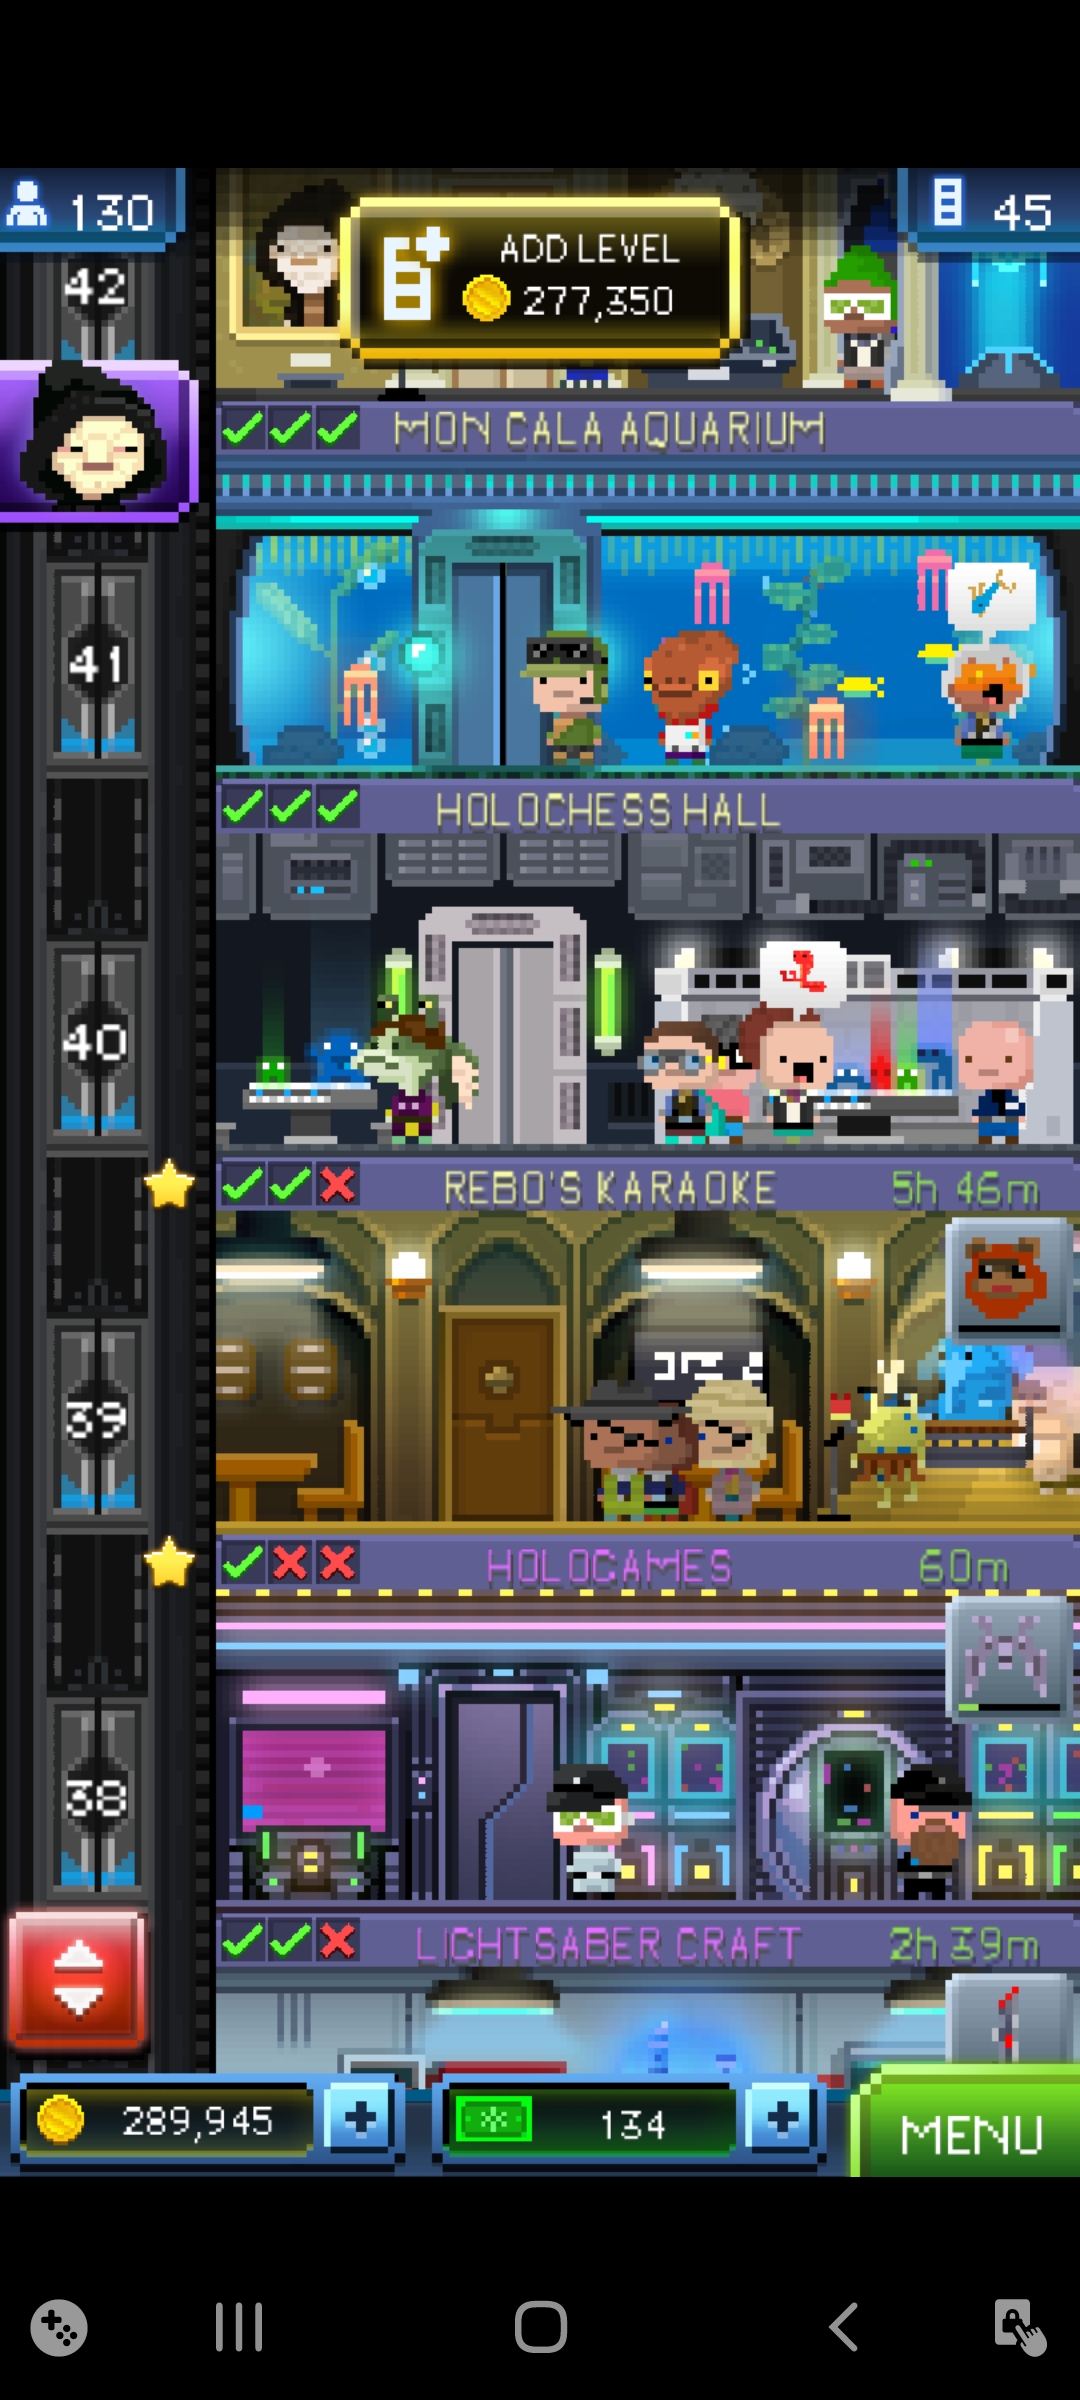 130
ADD LEVEL
277,350
45
42
MON CALA AQUARIUM
41
HOLOCHESS HALL
40
REBO'S KARAOKE 5h 46m
39
HOLOGAMES 60m
38
LIGHTSABER CRAFT 2h 39m
289,945
134
MENU